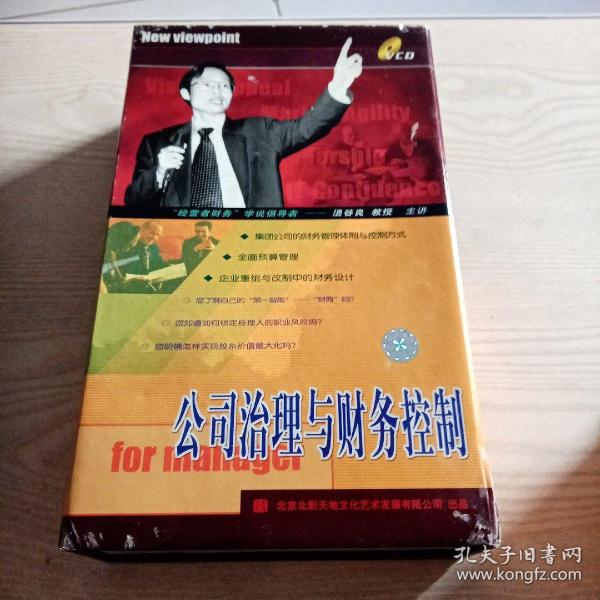 New viewpoint
VCD
"经营者财务"学说倡导者 —— 汤谷良 教授 主讲
◆ 集团公司的财务管理体制与控制方式
◆ 全面预算管理
◆ 企业重组与改制中的财务设计
◎ 您了解自己的"第一智能"——"财商"吗?
◎ 您知道如何锁定经理人的职业风险吗?
◎ 您明确怎样实现股东价值最大化吗?
公司治理与财务控制
for manager
北京北影天地文化艺术发展有限公司 出品
孔夫子旧书网
www.kongfz.com